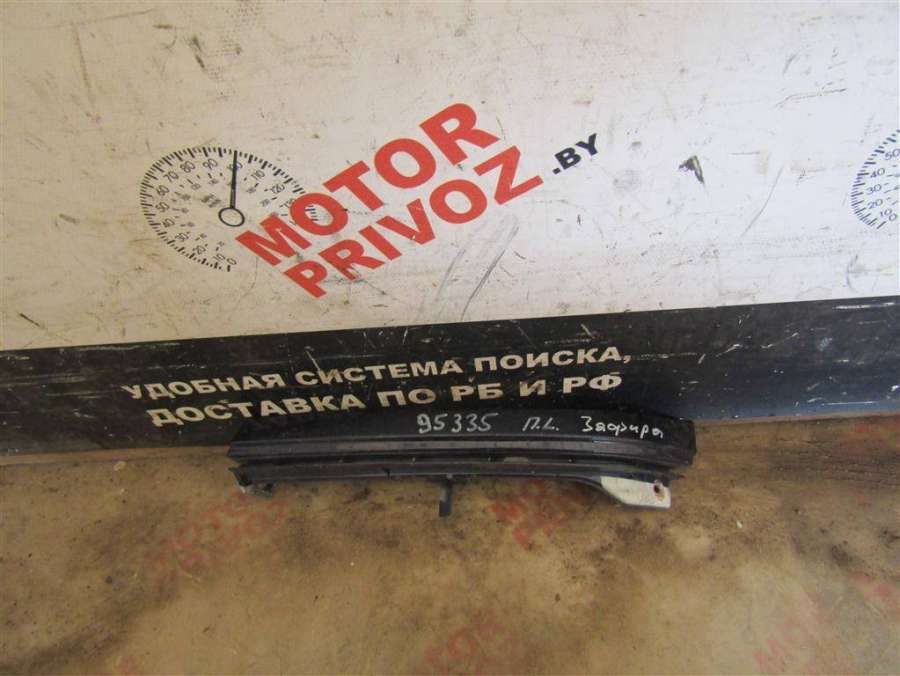 MOTOR
PRIVOZ.BY
УДОБНАЯ СИСТЕМА ПОИСКА,
ДОСТАВКА ПО РБ И РФ
95335 П.L. Зафира